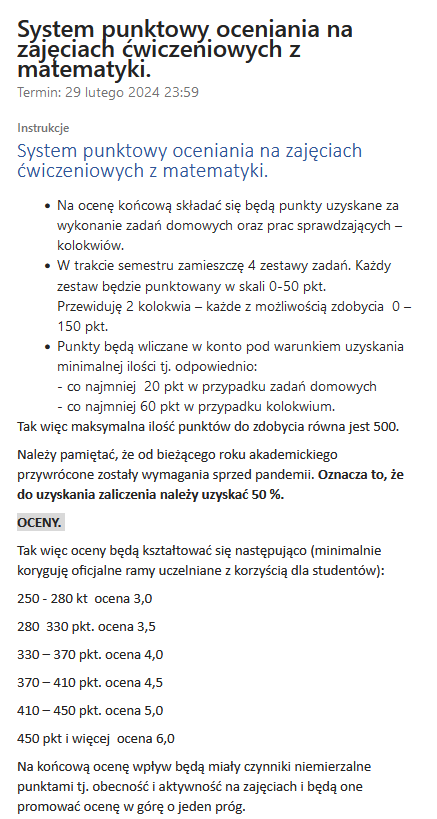 System punktowy oceniania na
zajęciach ćwiczeniowych z
matematyki.
Termin: 29 lutego 2024 23:59
Instrukcje
System punktowy oceniania na zajęciach
ćwiczeniowych z matematyki.
• Na ocenę końcową składać się będą punkty uzyskane za
wykonanie zadań domowych oraz prac sprawdzających –
kolokwiów.
• W trakcie semestru zamieszczę 4 zestawy zadań. Każdy
zestaw będzie punktowany w skali 0-50 pkt.
Przewiduję 2 kolokwia – każde z możliwością zdobycia 0 –
150 pkt.
• Punkty będą wliczane w konto pod warunkiem uzyskania
minimalnej ilości tj. odpowiednio:
- co najmniej 20 pkt w przypadku zadań domowych
- co najmniej 60 pkt w przypadku kolokwium.
Tak więc maksymalna ilość punktów do zdobycia równa jest 500.
Należy pamiętać, że od bieżącego roku akademickiego
przywrócone zostały wymagania sprzed pandemii. Oznacza to, że
do uzyskania zaliczenia należy uzyskać 50 %.
OCENY.
Tak więc oceny będą kształtować się następująco (minimalnie
koryguję oficjalne ramy uczelniane z korzyścią dla studentów):
250 - 280 kt ocena 3,0
280 330 pkt. ocena 3,5
330 – 370 pkt. ocena 4,0
370 – 410 pkt. ocena 4,5
410 – 450 pkt. ocena 5,0
450 pkt i więcej ocena 6,0
Na końcową ocenę wpływ będą miały czynniki niemierzalne
punktami tj. obecność i aktywność na zajęciach i będą one
promować ocenę w górę o jeden próg.